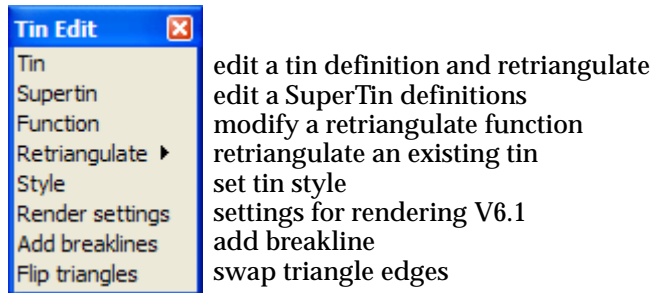 Tin Edit
Tin edit a tin definition and retriangulate
Supertin edit a SuperTin definitions
Function modify a retriangulate function
Retriangulate retriangulate an existing tin
Style set tin style
Render settings settings for rendering V6.1
Add breaklines add breakline
Flip triangles swap triangle edges